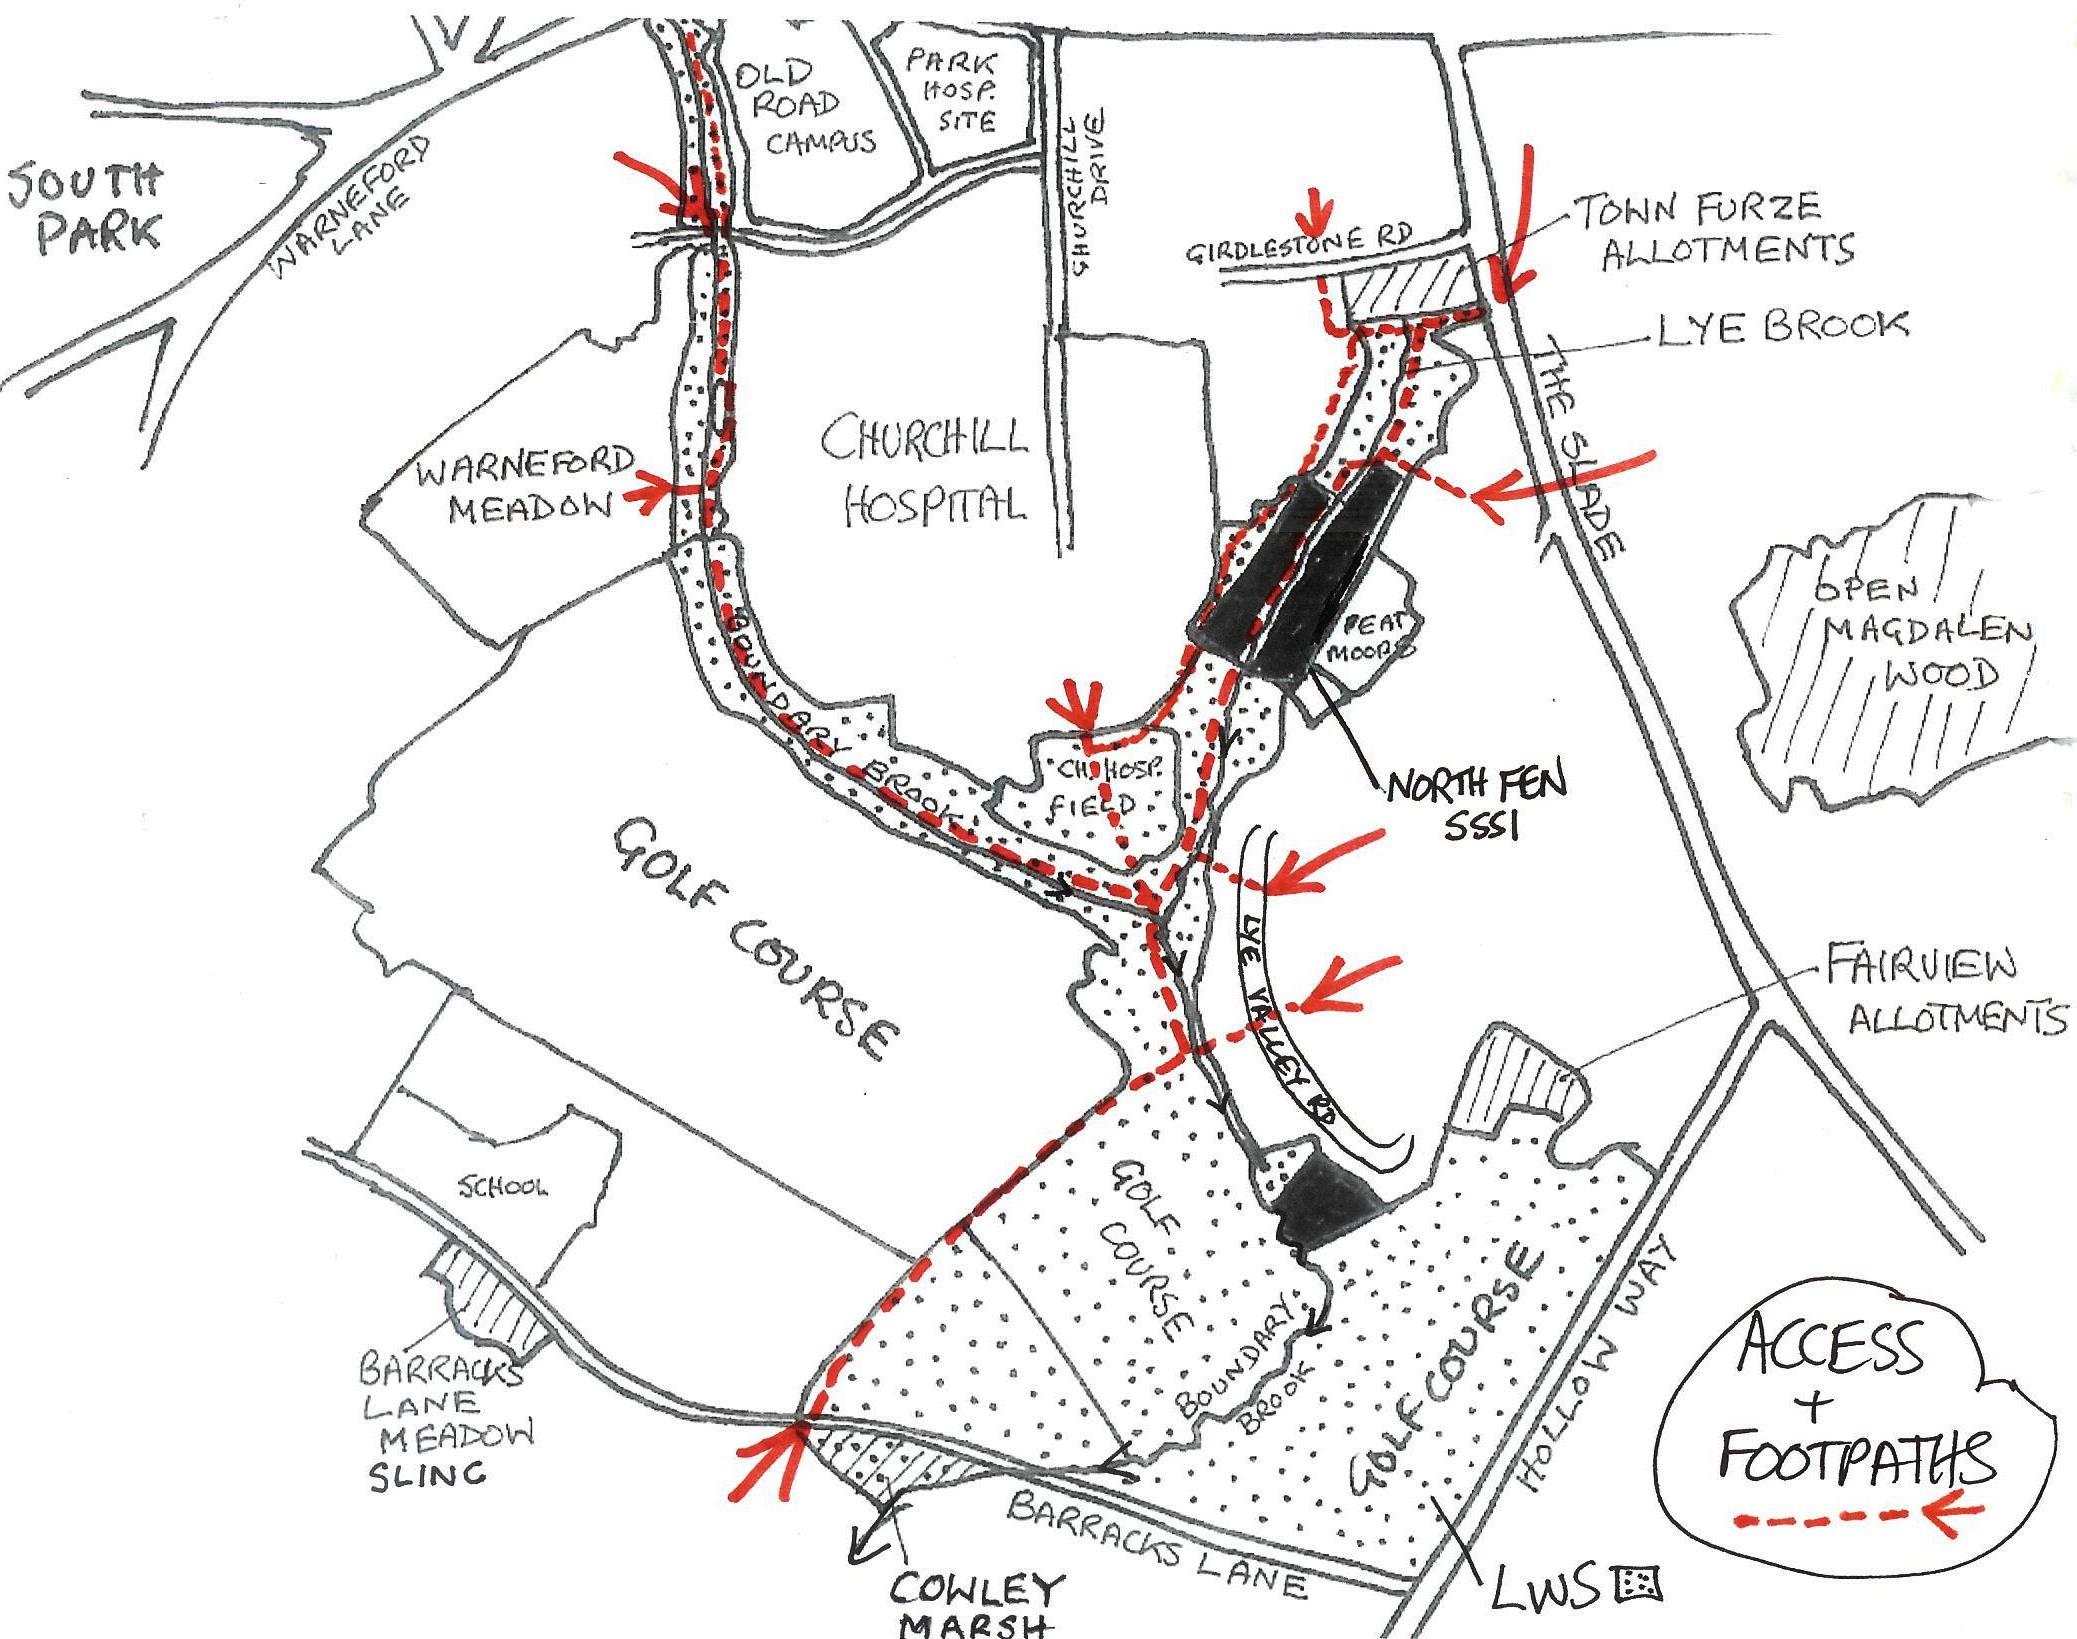 OLD
ROAD
CAMPUS
PARK
HOSP.
SITE
CHURCHILL
DRIVE
SOUTH
PARK
WARNEFORD
LANE
GIRDLESTONE RD
TOWN FURZE
ALLOTMENTS
LYE BROOK
THE SLADE
WARNEFORD
MEADOW
CHURCHILL
HOSPITAL
OPEN
MAGDALEN
WOOD
PEAT
MOORS
BOUNDARY BROOK
CH. HOSP.
FIELD
NORTH FEN
SSSI
GOLF COURSE
LYE VALLEY RD
FAIRVIEW
ALLOTMENTS
SCHOOL
GOLF
COURSE
BOUNDARY
BROOK
GOLF COURSE
HOLLOW WAY
BARRACKS
LANE
MEADOW
SLING
BARRACKS LANE
COWLEY
MARSH
LWS
ACCESS
+
FOOTPATHS